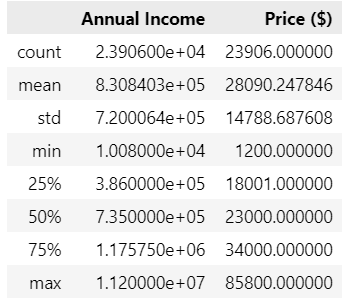 Annual Income Price ($)
count 2.390600e+04 23906.000000
mean 8.308403e+05 28090.247846
std 7.200064e+05 14788.687608
min 1.008000e+04 1200.000000
25% 3.860000e+05 18001.000000
50% 7.350000e+05 23000.000000
75% 1.175750e+06 34000.000000
max 1.120000e+07 85800.000000